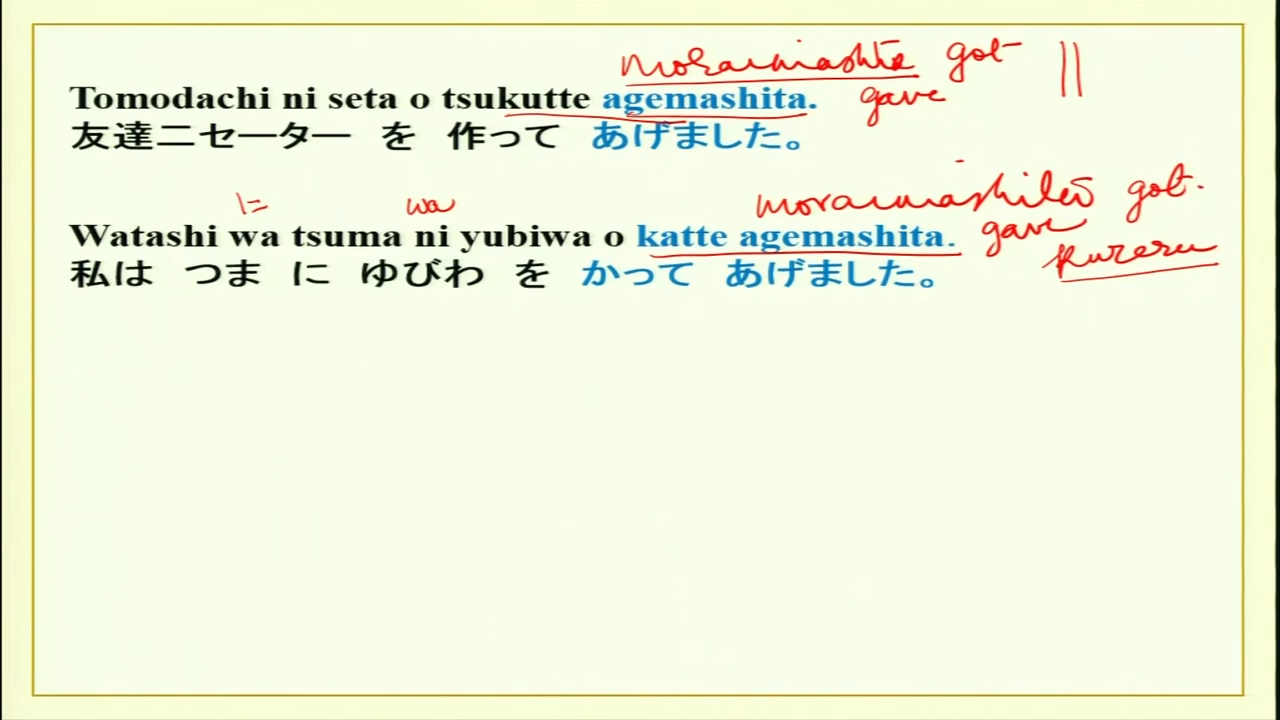 moraimashita got
Tomodachi ni seta o tsukutte agemashita. gave
友達二セーター を 作って あげました。
moraimashita got.
に wa
Watashi wa tsuma ni yubiwa o katte agemashita. gave
kureru
私は つま に ゆびわ を かって あげました。